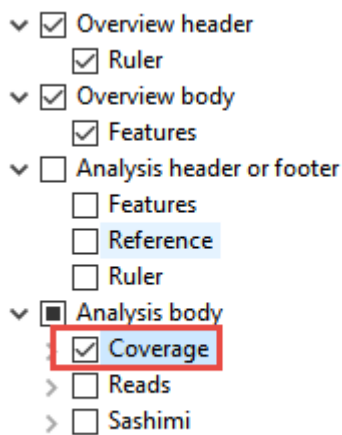 Overview header
Ruler
Overview body
Features
Analysis header or footer
Features
Reference
Ruler
Analysis body
Coverage
Reads
Sashimi